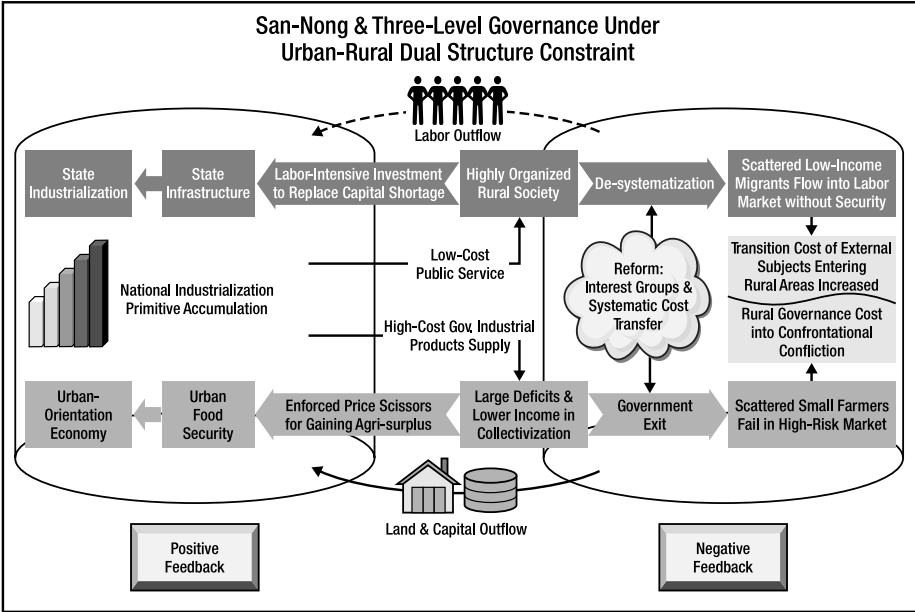 San-Nong & Three-Level Governance Under
Urban-Rural Dual Structure Constraint
Labor Outflow
State
Industrialization
State
Infrastructure
Labor-Intensive Investment
to Replace Capital Shortage
Highly Organized
Rural Society
De-systematization
Scattered Low-Income
Migrants Flow into Labor
Market without Security
National Industrialization
Primitive Accumulation
Low-Cost
Public Service
High-Cost Gov. Industrial
Products Supply
Reform:
Interest Groups &
Systematic Cost
Transfer
Transition Cost of External
Subjects Entering
Rural Areas Increased
Rural Governance Cost
into Confrontational
Confliction
Urban-
Orientation
Economy
Urban
Food
Security
Enforced Price Scissors
for Gaining Agri-surplus
Large Deficits &
Lower Income in
Collectivization
Government
Exit
Scattered Small Farmers
Fail in High-Risk Market
Land & Capital Outflow
Positive
Feedback
Negative
Feedback